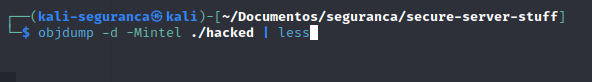 ┌──(kali-seguranca㉿kali)-[~/Documentos/seguranca/secure-server-stuff]
└─$ objdump -d -Mintel ./hacked | less